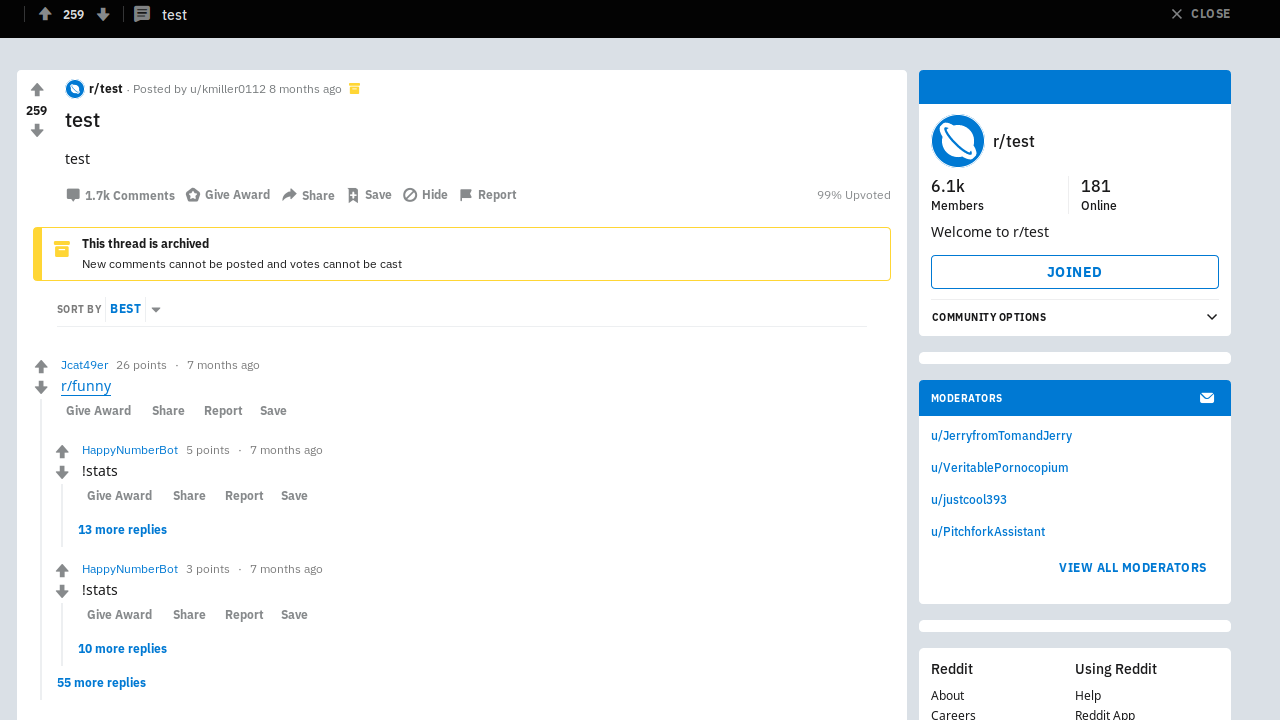 259 test CLOSE
r/test · Posted by u/kmiller0112 8 months ago
259
test
test
1.7k Comments Give Award Share Save Hide Report 99% Upvoted
This thread is archived
New comments cannot be posted and votes cannot be cast
SORT BY BEST
Jcat49er 26 points · 7 months ago
r/funny
Give Award Share Report Save
HappyNumberBot 5 points · 7 months ago
!stats
Give Award Share Report Save
13 more replies
HappyNumberBot 3 points · 7 months ago
!stats
Give Award Share Report Save
10 more replies
55 more replies
r/test
6.1k 181
Members Online
Welcome to r/test
JOINED
COMMUNITY OPTIONS
MODERATORS
u/JerryfromTomandJerry
u/VeritablePornocopium
u/justcool393
u/PitchforkAssistant
VIEW ALL MODERATORS
Reddit Using Reddit
About Help
Careers Reddit App